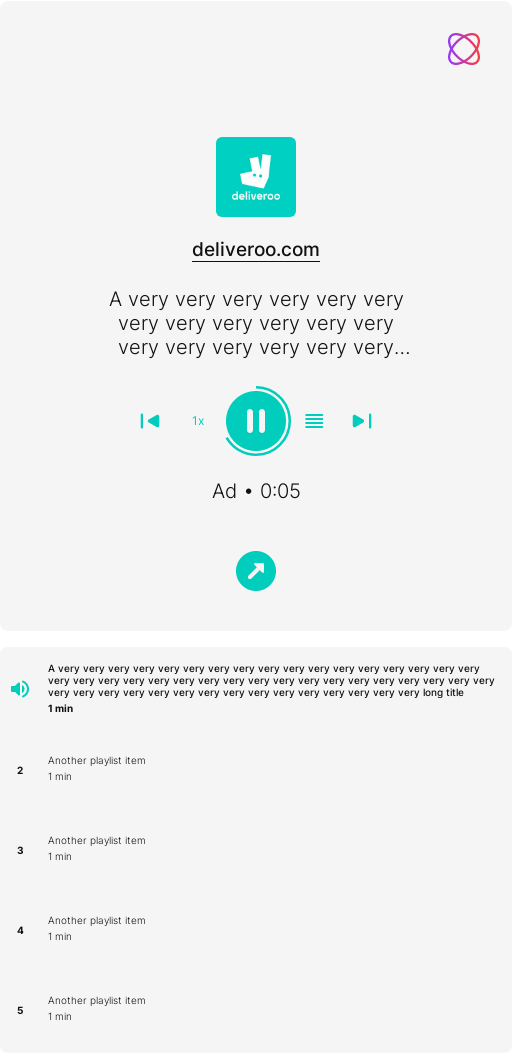 deliveroo
deliveroo.com
A very very very very very very
very very very very very very
very very very very very very...
1x
Ad • 0:05
A very very very very very very very very very very very very very very very very very
very very very very very very very very very very very very very very very very very very
very very very very very very very very very very very very very very very long title
1 min
2
Another playlist item
1 min
3
Another playlist item
1 min
4
Another playlist item
1 min
5
Another playlist item
1 min